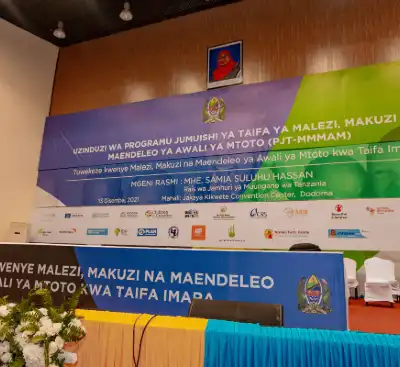 UZINDUZI WA PROGRAMU JUMUISHI YA TAIFA YA MALEZI, MAKUZI
MAENDELEO YA AWALI YA MTOTO (PJT-MMMAM)
Tuwekeze kwenye Malezi, Makuzi na Maendeleo ya Awali ya Mtoto kwa Taifa Ima
MGENI RASMI: MHE. SAMIA SULUHU HASSAN
Rais wa Jamhuri ya Muungano wa Tanzania
13 Disemba, 2021 Mahali: Jakaya Kikwete Convention Center, Dodoma
PLAN
WENYE MALEZI, MAKUZI NA MAENDELEO
ALI YA MTOTO KWA TAIFA IMARA